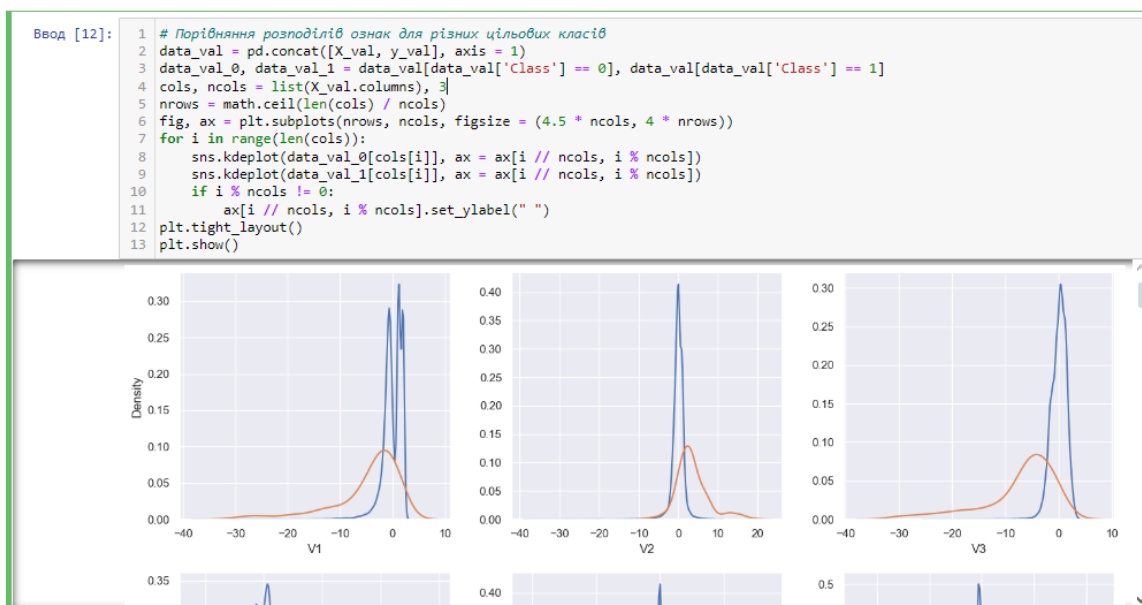 Ввод [12]:
1 # Порівняння розподілів ознак для різних цільових класів
2 data_val = pd.concat([X_val, y_val], axis = 1)
3 data_val_0, data_val_1 = data_val[data_val['Class'] == 0], data_val[data_val['Class'] == 1]
4 cols, ncols = list(X_val.columns), 3
5 nrows = math.ceil(len(cols) / ncols)
6 fig, ax = plt.subplots(nrows, ncols, figsize = (4.5 * ncols, 4 * nrows))
7 for i in range(len(cols)):
8     sns.kdeplot(data_val_0[cols[i]], ax = ax[i // ncols, i % ncols])
9     sns.kdeplot(data_val_1[cols[i]], ax = ax[i // ncols, i % ncols])
10     if i % ncols != 0:
11         ax[i // ncols, i % ncols].set_ylabel(" ")
12 plt.tight_layout()
13 plt.show()
Density
0.30
0.25
0.20
0.15
0.10
0.05
0.00
−40 −30 −20 −10 0 10
V1
0.40
0.35
0.30
0.25
0.20
0.15
0.10
0.05
0.00
−40 −30 −20 −10 0 10 20
V2
0.30
0.25
0.20
0.15
0.10
0.05
0.00
−40 −30 −20 −10 0 10
V3
0.35
0.40
0.5